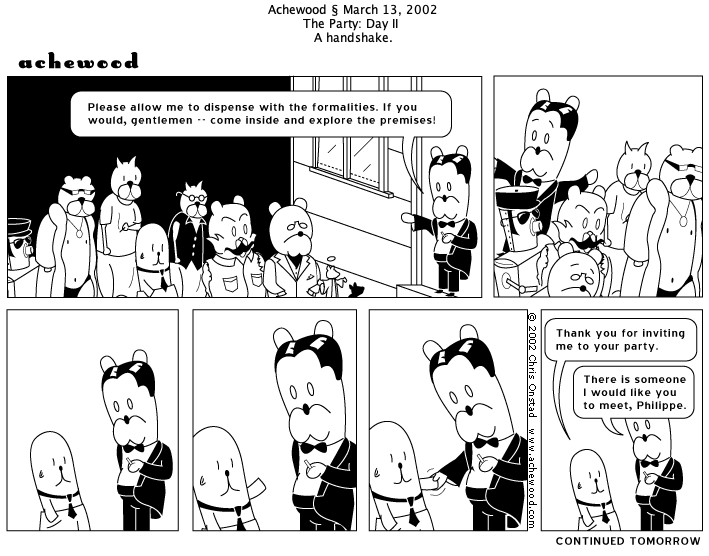 Achewood § March 13, 2002
The Party: Day II
A handshake.
achewood
Please allow me to dispense with the formalities. If you
would, gentlemen -- come inside and explore the premises!
© 2002 Chris Onstad www.achewood.com
Thank you for inviting
me to your party.
There is someone
I would like you
to meet, Philippe.
CONTINUED TOMORROW